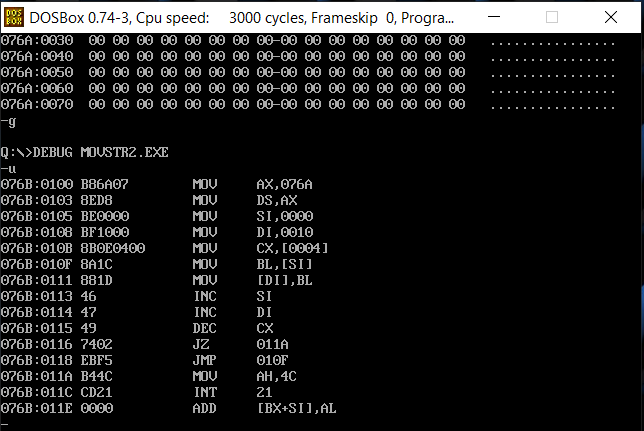 DOSBox 0.74-3, Cpu speed: 3000 cycles, Frameskip 0, Progra...
076A:0030 00 00 00 00 00 00 00 00-00 00 00 00 00 00 00 00 ................
076A:0040 00 00 00 00 00 00 00 00-00 00 00 00 00 00 00 00 ................
076A:0050 00 00 00 00 00 00 00 00-00 00 00 00 00 00 00 00 ................
076A:0060 00 00 00 00 00 00 00 00-00 00 00 00 00 00 00 00 ................
076A:0070 00 00 00 00 00 00 00 00-00 00 00 00 00 00 00 00 ................
-g
Q:\>DEBUG MOVSTR2.EXE
-u
076B:0100 B86A07 MOV AX,076A
076B:0103 8ED8 MOV DS,AX
076B:0105 BE0000 MOV SI,0000
076B:0108 BF1000 MOV DI,0010
076B:010B 8B0E0400 MOV CX,[0004]
076B:010F 8A1C MOV BL,[SI]
076B:0111 881D MOV [DI],BL
076B:0113 46 INC SI
076B:0114 47 INC DI
076B:0115 49 DEC CX
076B:0116 7402 JZ 011A
076B:0118 EBF5 JMP 010F
076B:011A B44C MOV AH,4C
076B:011C CD21 INT 21
076B:011E 0000 ADD [BX+SI],AL
-